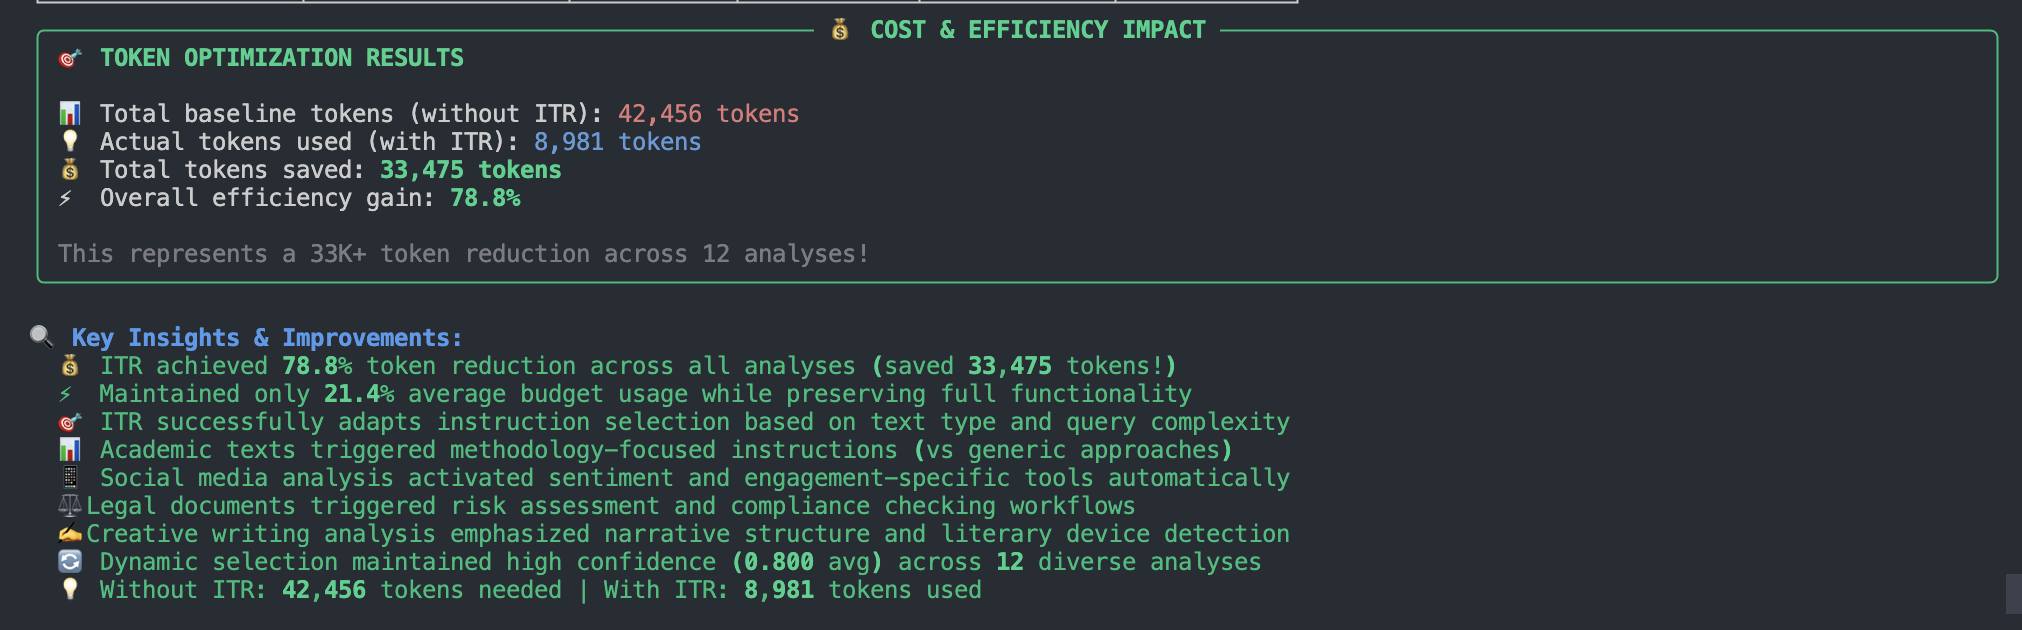 💰 COST & EFFICIENCY IMPACT
🎯 TOKEN OPTIMIZATION RESULTS
📊 Total baseline tokens (without ITR): 42,456 tokens
💡 Actual tokens used (with ITR): 8,981 tokens
💰 Total tokens saved: 33,475 tokens
⚡ Overall efficiency gain: 78.8%
This represents a 33K+ token reduction across 12 analyses!
🔍 Key Insights & Improvements:
💰 ITR achieved 78.8% token reduction across all analyses (saved 33,475 tokens!)
⚡ Maintained only 21.4% average budget usage while preserving full functionality
🎯 ITR successfully adapts instruction selection based on text type and query complexity
📊 Academic texts triggered methodology-focused instructions (vs generic approaches)
📱 Social media analysis activated sentiment and engagement-specific tools automatically
⚖️Legal documents triggered risk assessment and compliance checking workflows
✍️Creative writing analysis emphasized narrative structure and literary device detection
🔄 Dynamic selection maintained high confidence (0.800 avg) across 12 diverse analyses
💡 Without ITR: 42,456 tokens needed | With ITR: 8,981 tokens used